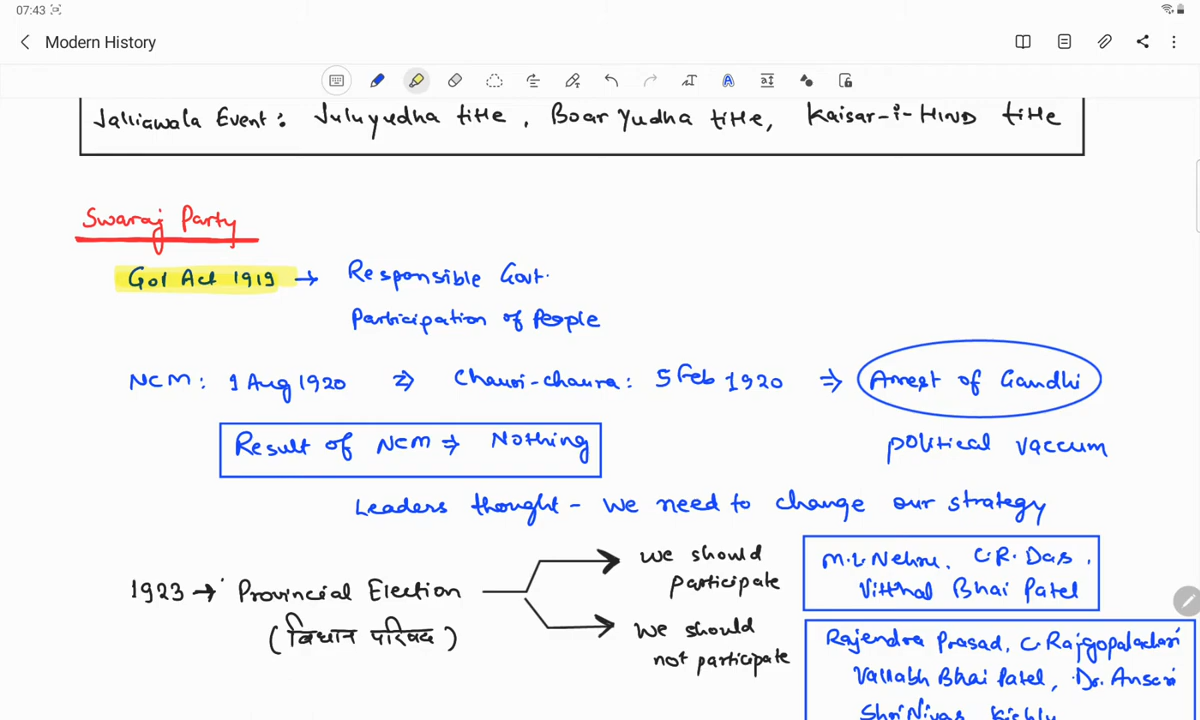 07:43
Modern History
Jalliawala Event: Juluyudha title, Boar Yudha title, Kaisar-i-HIND title
Swaraj Party
GoI Act 1919 → Responsible Govt.
Participation of People
NCM: 1 Aug 1920 ⇒ Chauri-chaura: 5 Feb 1920 ⇒ Arrest of Gandhi
Result of NCM ⇒ Nothing
political vaccum
Leaders thought - we need to change our strategy
1923 → Provincial Election
(विधान परिषद)
we should
participate
M.L. Nehru, C.R. Das,
Vitthal Bhai Patel
we should
not participate
Rajendra Prasad, C Rajgopalachari
Vallabh Bhai Patel, Dr. Ansari